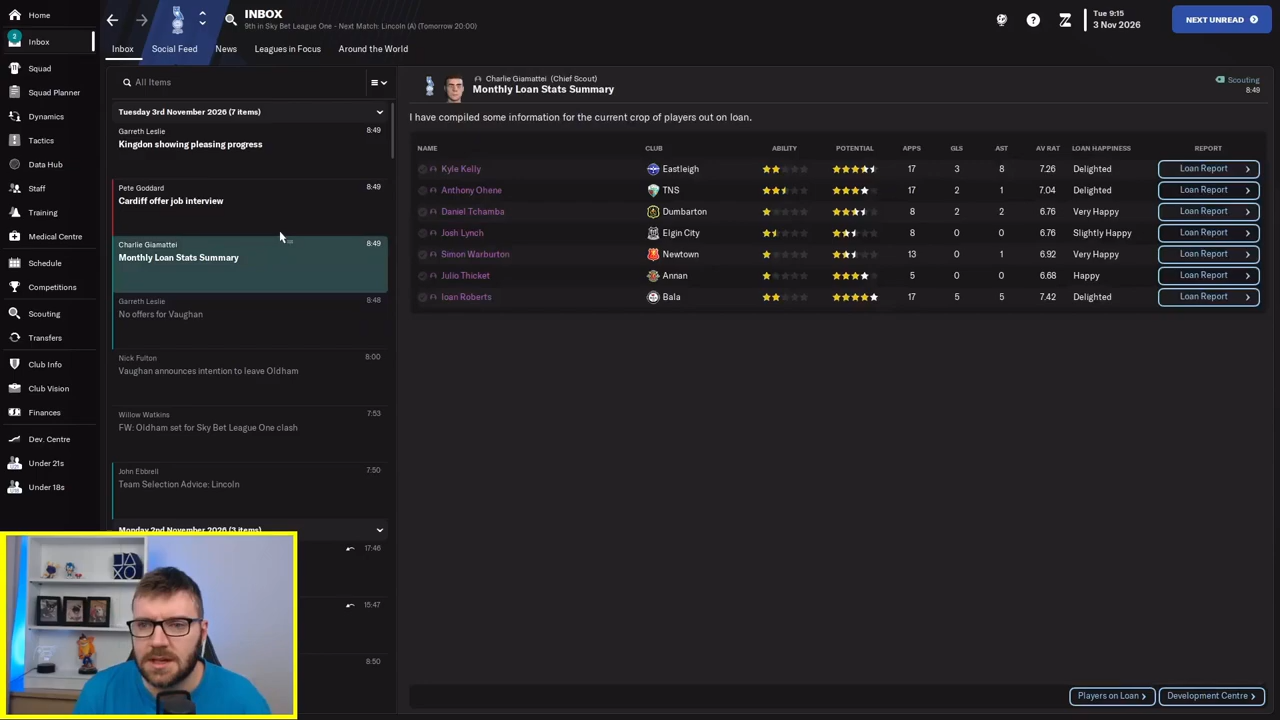 Home
2
Inbox
Squad
Squad Planner
Dynamics
Tactics
Data Hub
Staff
Training
Medical Centre
Schedule
Competitions
Scouting
Transfers
Club Info
Club Vision
Finances
Dev. Centre
Under 21s
Under 18s
INBOX
9th in Sky Bet League One - Next Match: Lincoln (A) (Tomorrow 20:00)
Tue 9:15
3 Nov 2026
NEXT UNREAD
Inbox Social Feed News Leagues in Focus Around the World
All Items
Tuesday 3rd November 2026 (7 items)
Garreth Leslie 8:49
Kingdon showing pleasing progress
Pete Goddard 8:49
Cardiff offer job interview
Charlie Giamattei 8:49
Monthly Loan Stats Summary
Garreth Leslie 8:48
No offers for Vaughan
Nick Fulton 8:00
Vaughan announces intention to leave Oldham
Willow Watkins 7:53
FW: Oldham set for Sky Bet League One clash
John Ebbrell 7:50
Team Selection Advice: Lincoln
Monday 2nd November 2026 (3 items)
17:46
15:47
8:50
Charlie Giamattei (Chief Scout)
Monthly Loan Stats Summary
Scouting
8:49
I have compiled some information for the current crop of players out on loan.
NAME CLUB ABILITY POTENTIAL APPS GLS AST AV RAT LOAN HAPPINESS REPORT
Kyle Kelly Eastleigh 17 3 8 7.26 Delighted Loan Report
Anthony Ohene TNS 17 2 1 7.04 Delighted Loan Report
Daniel Tchamba Dumbarton 8 2 2 6.76 Very Happy Loan Report
Josh Lynch Elgin City 8 0 0 6.76 Slightly Happy Loan Report
Simon Warburton Newtown 13 0 1 6.92 Very Happy Loan Report
Julio Thicket Annan 5 0 0 6.68 Happy Loan Report
Ioan Roberts Bala 17 5 5 7.42 Delighted Loan Report
Players on Loan Development Centre